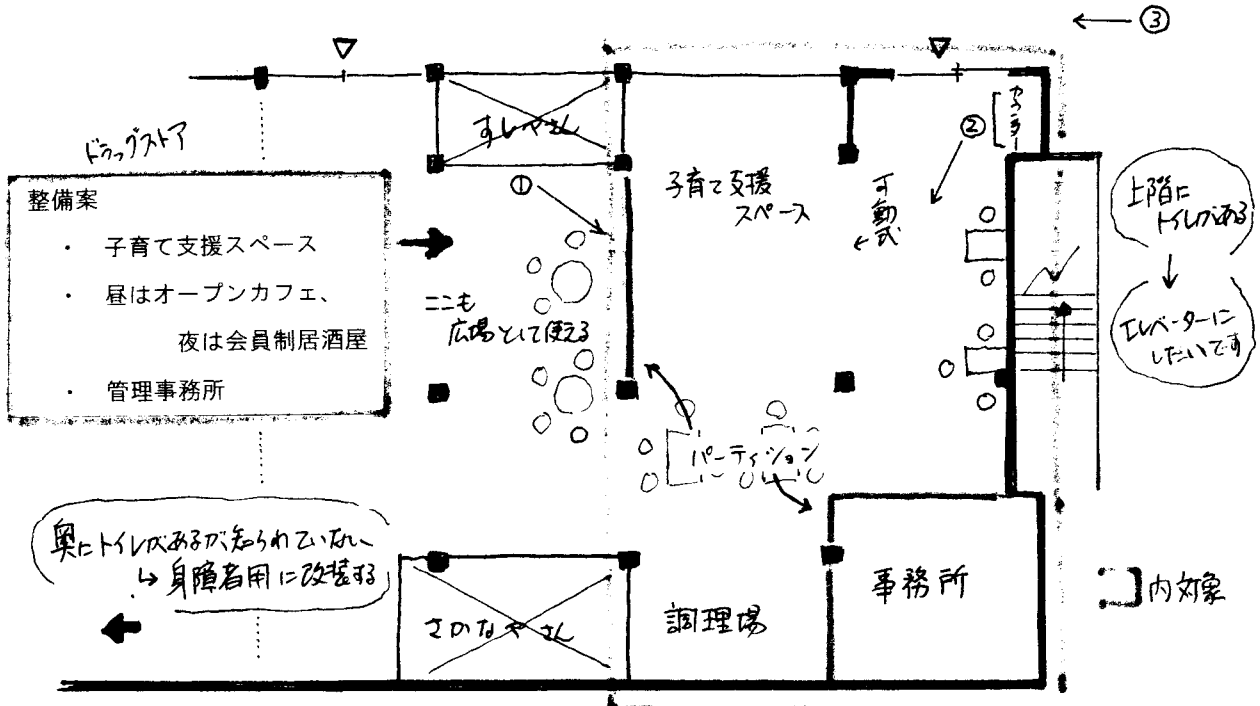 ③
ドラッグストア
すしやさん
カウンター
整備案
・ 子育て支援スペース
・ 昼はオープンカフェ、
夜は会員制居酒屋
・ 管理事務所
①
②
子育て支援
スペース
可動式
上階に
トイレがある
エレベーターに
したいです
ここも
広場として使える
パーティション
奥にトイレがあるが知られていない、
↳ 身障者用に改装する
さかなやさん
調理場
事務所
内対象